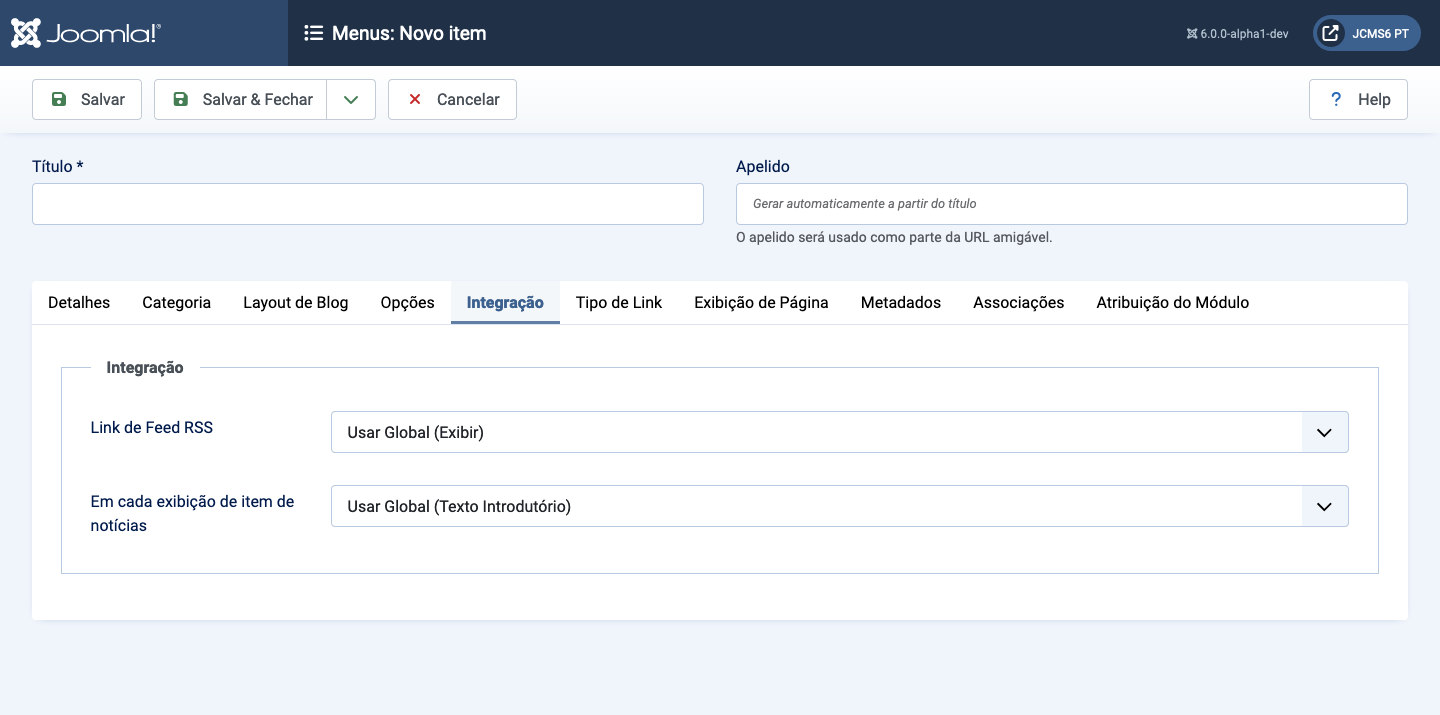 Joomla!®
Menus: Novo item
6.0.0-alpha1-dev
JCMS6 PT
Salvar
Salvar & Fechar
Cancelar
? Help
Título *
Apelido
Gerar automaticamente a partir do título
O apelido será usado como parte da URL amigável.
Detalhes Categoria Layout de Blog Opções Integração Tipo de Link Exibição de Página Metadados Associações Atribuição do Módulo
Integração
Link de Feed RSS
Usar Global (Exibir)
Em cada exibição de item de
notícias
Usar Global (Texto Introdutório)